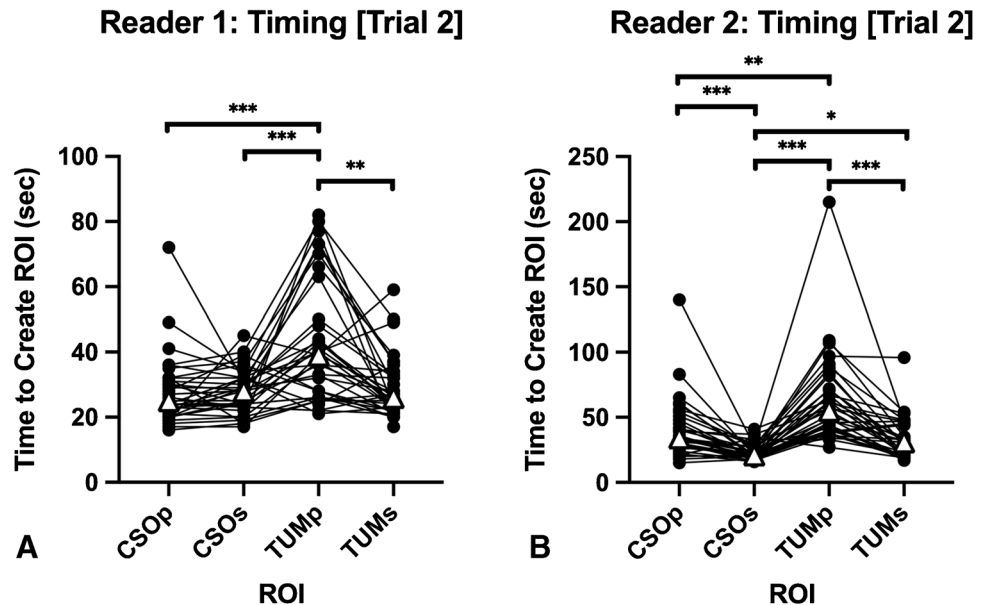 Reader 1: Timing [Trial 2]
***
***
**
Time to Create ROI (sec)
100
80
60
40
20
0
CSOp
CSOs
TUMp
TUMs
ROI
A
Reader 2: Timing [Trial 2]
**
***
*
***
***
Time to Create ROI (sec)
250
200
150
100
50
0
CSOp
CSOs
TUMp
TUMs
ROI
B